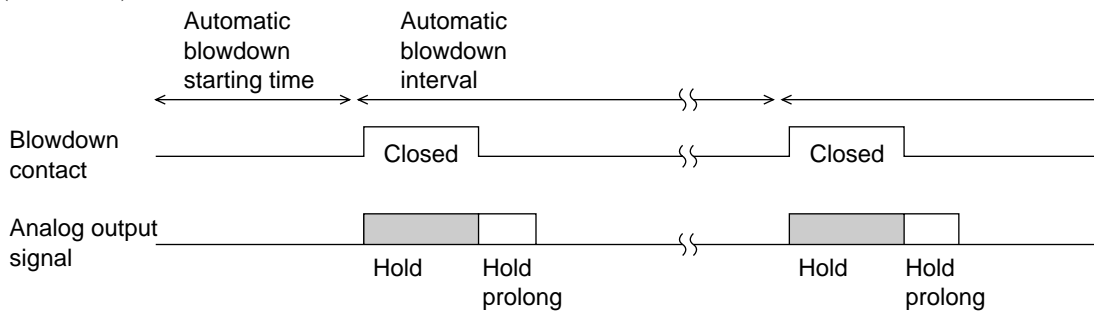 Automatic
blowdown
starting time
Automatic
blowdown
interval
Blowdown
contact
Closed
Closed
Analog output
signal
Hold
Hold
prolong
Hold
Hold
prolong